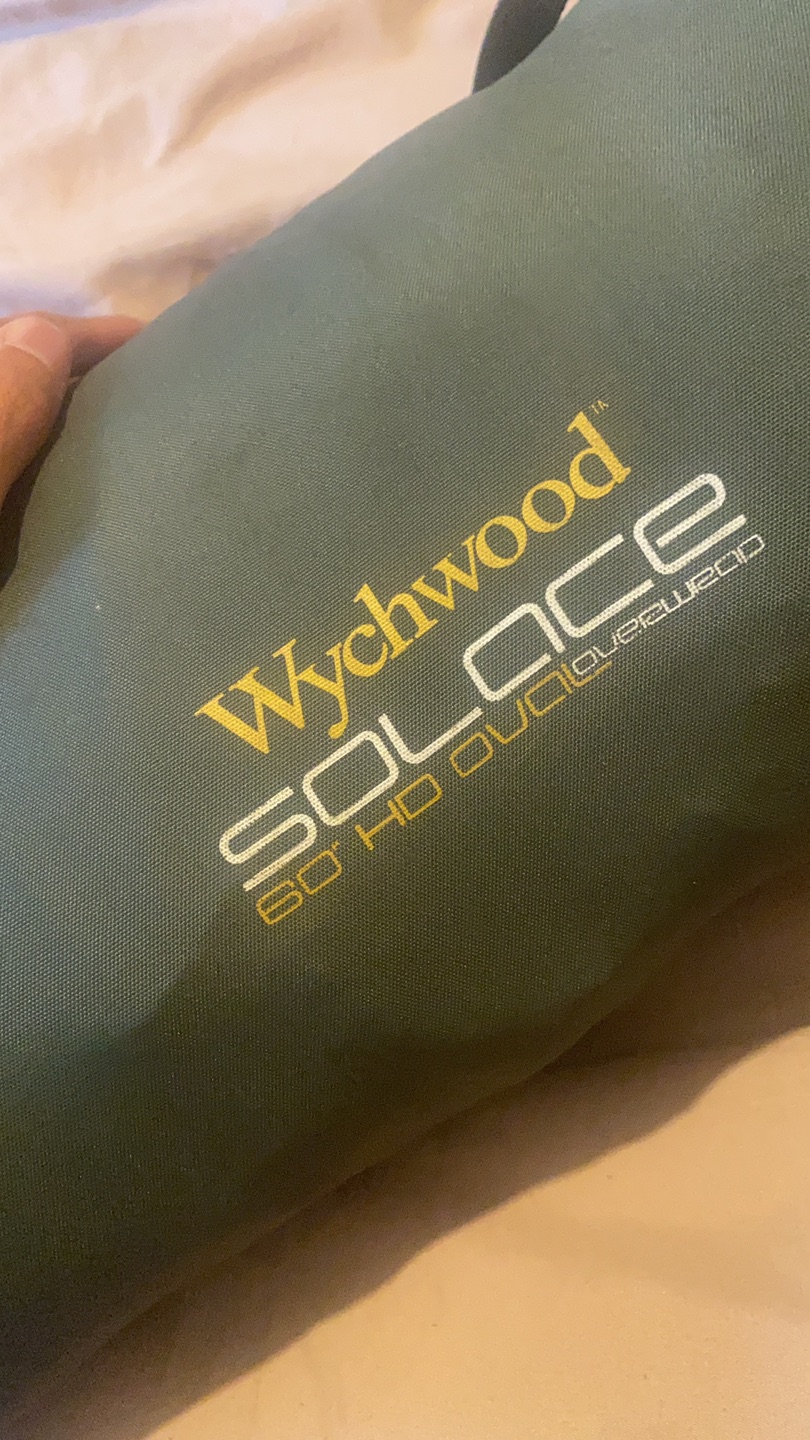 Wychwood™
SOLACE
60" HD OVAL OVERWRAP